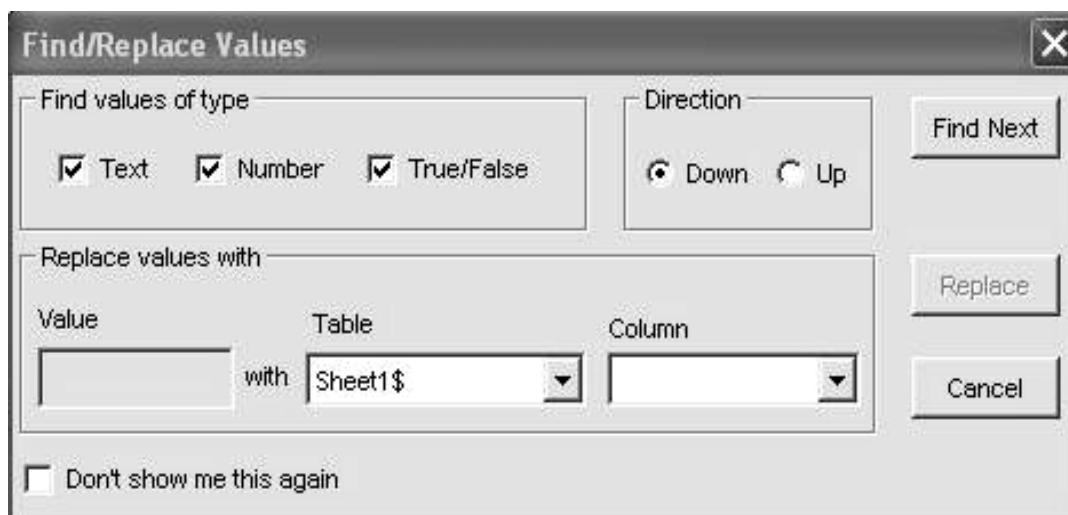 Find/Replace Values
Find values of type
Text Number True/False
Direction
Down Up
Find Next
Replace values with
Value
Table
Column
with
Sheet1$
Replace
Cancel
Don't show me this again